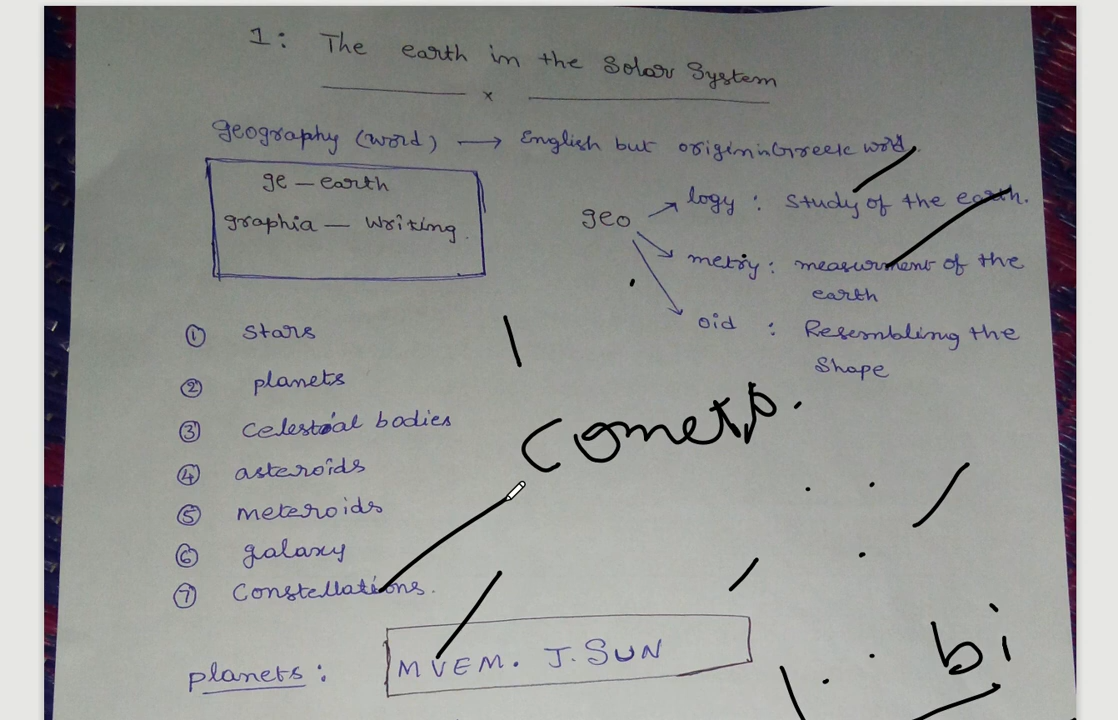 1: The earth in the Solar System
geography (word) → English but origin in Greek word.
ge – earth
graphia – writing.
geo
logy : Study of the earth.
metry : measurment of the
earth
oid : Resembling the
Shape
① stars
② planets
③ celestial bodies
④ asteroids
⑤ meteroids
⑥ galaxy
⑦ Constellations.
Comets.
bi
planets : MVEM. J. SUN